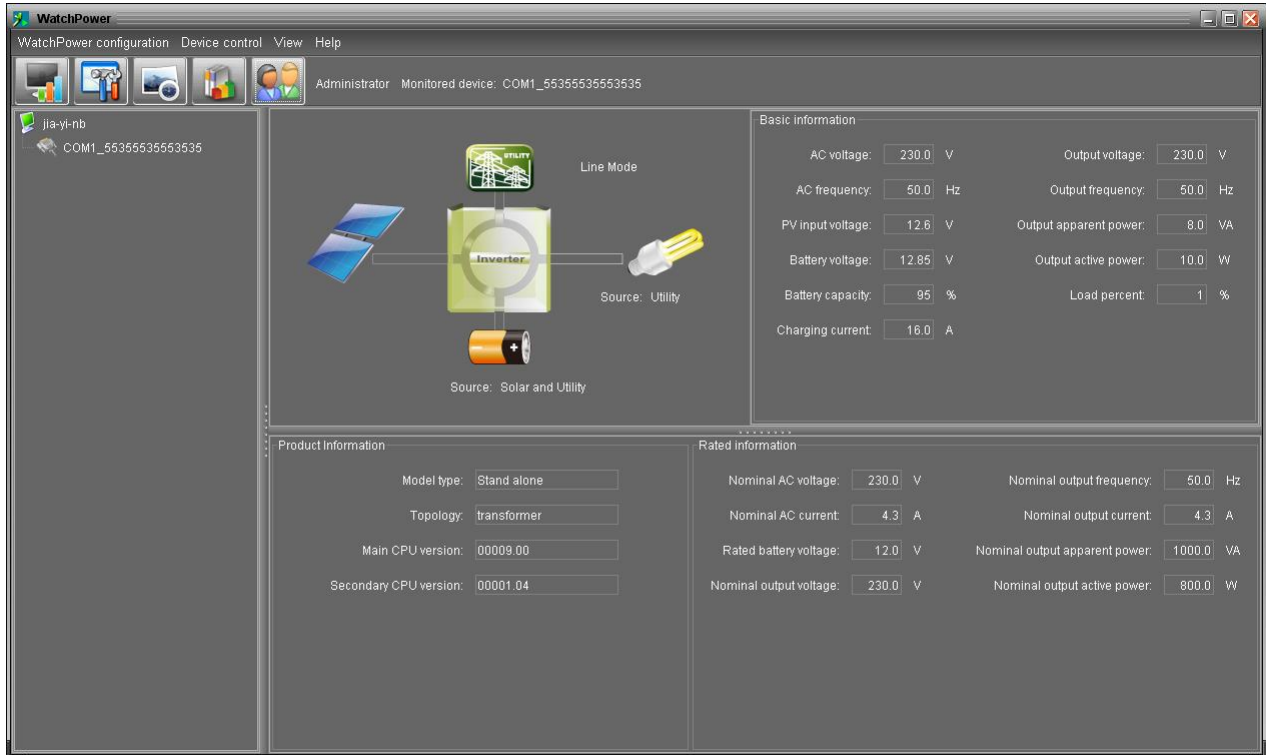 WatchPower
WatchPower configuration Device control View Help
Administrator Monitored device: COM1_55355535553535
jia-yi-nb
COM1_55355535553535
UTILITY
Line Mode
Inverter
Source: Utility
Source: Solar and Utility
Basic information
AC voltage: 230.0 V Output voltage: 230.0 V
AC frequency: 50.0 Hz Output frequency: 50.0 Hz
PV input voltage: 12.6 V Output apparent power: 8.0 VA
Battery voltage: 12.85 V Output active power: 10.0 W
Battery capacity: 95 % Load percent: 1 %
Charging current: 16.0 A
Product Information
Model type: Stand alone
Topology: transformer
Main CPU version: 00009.00
Secondary CPU version: 00001.04
Rated information
Nominal AC voltage: 230.0 V Nominal output frequency: 50.0 Hz
Nominal AC current: 4.3 A Nominal output current: 4.3 A
Rated battery voltage: 12.0 V Nominal output apparent power: 1000.0 VA
Nominal output voltage: 230.0 V Nominal output active power: 800.0 W